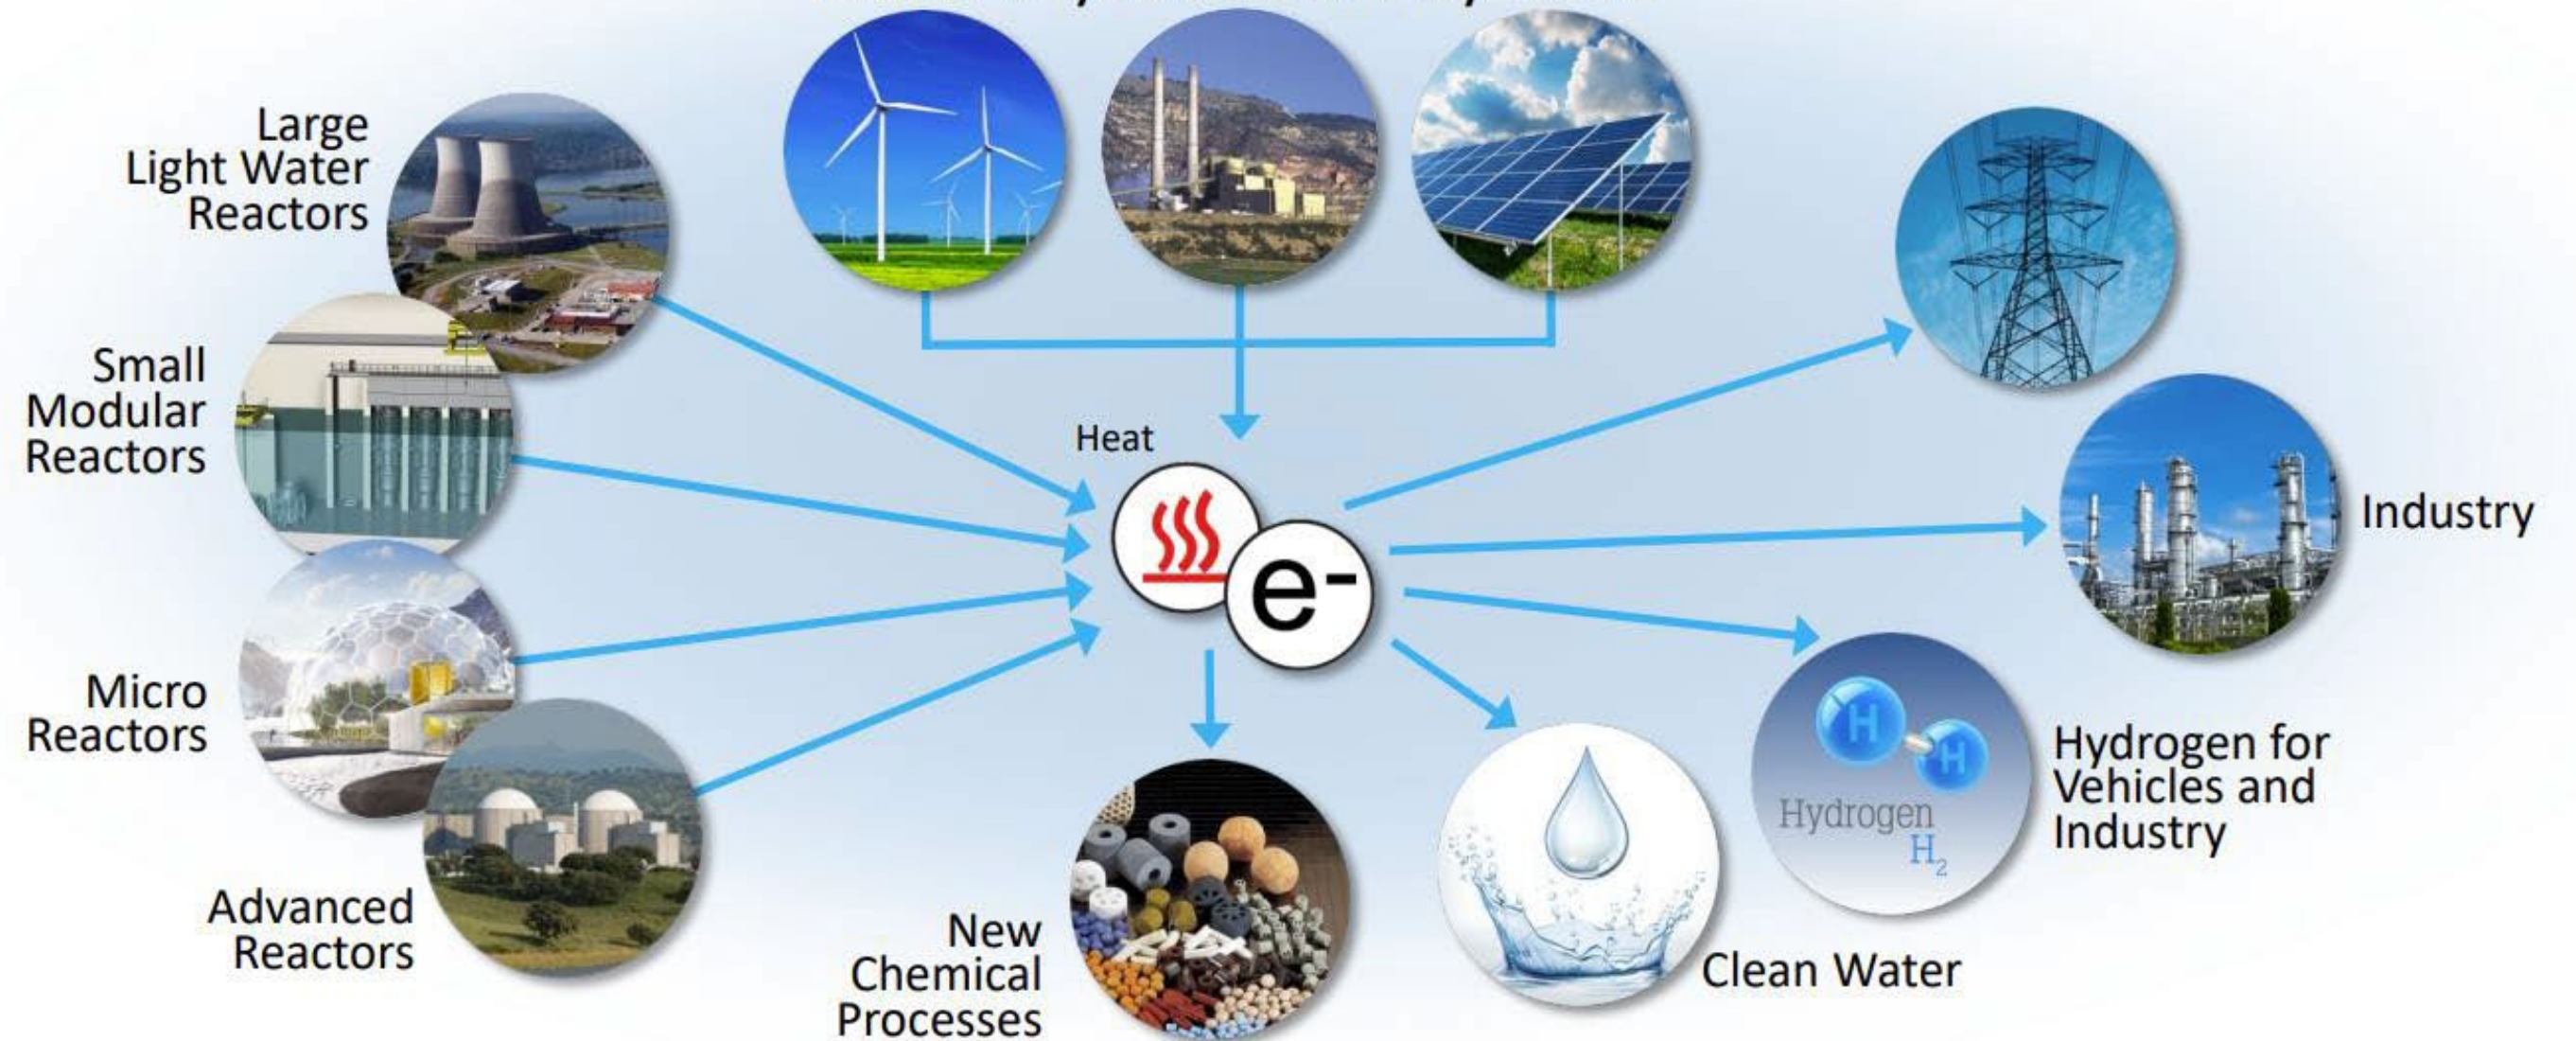 Large
Light Water
Reactors
Small
Modular
Reactors
Heat
e-
Industry
Micro
Reactors
H
H
Hydrogen
H2
Hydrogen for
Vehicles and
Industry
Advanced
Reactors
New
Chemical
Processes
Clean Water